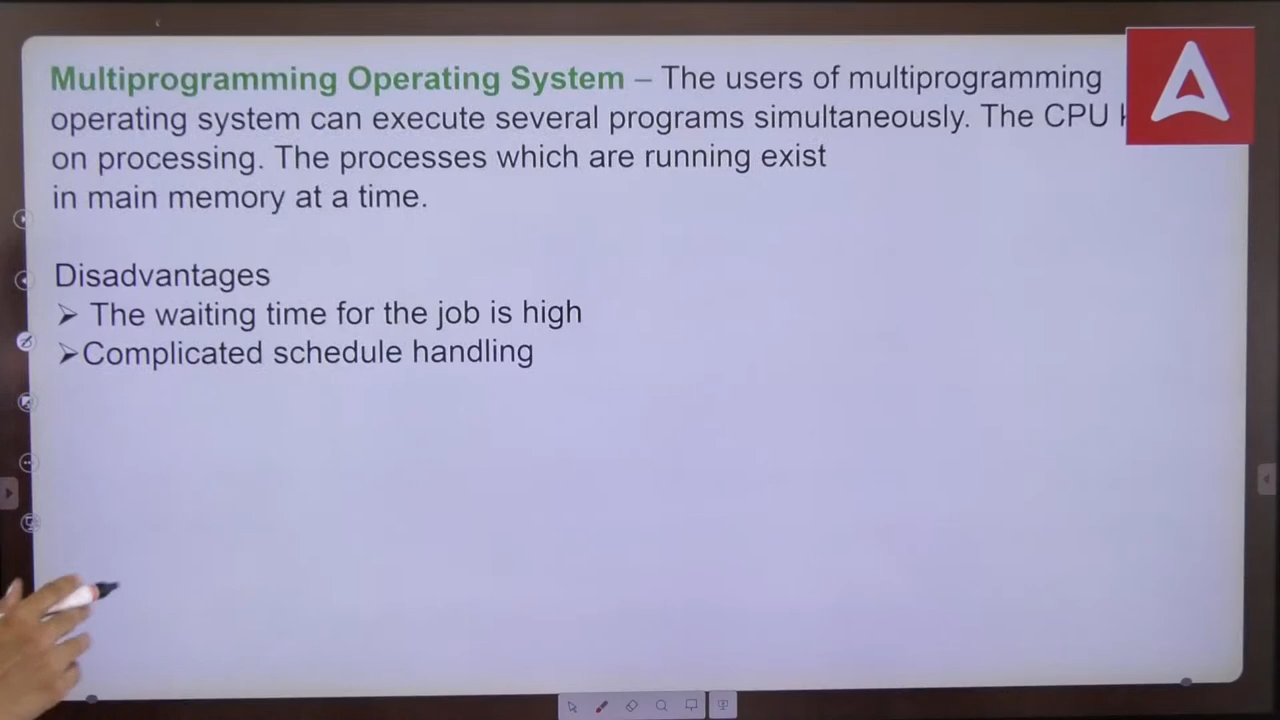 Multiprogramming Operating System – The users of multiprogramming
operating system can execute several programs simultaneously. The CPU
on processing. The processes which are running exist
in main memory at a time.
Disadvantages
➢ The waiting time for the job is high
➢Complicated schedule handling